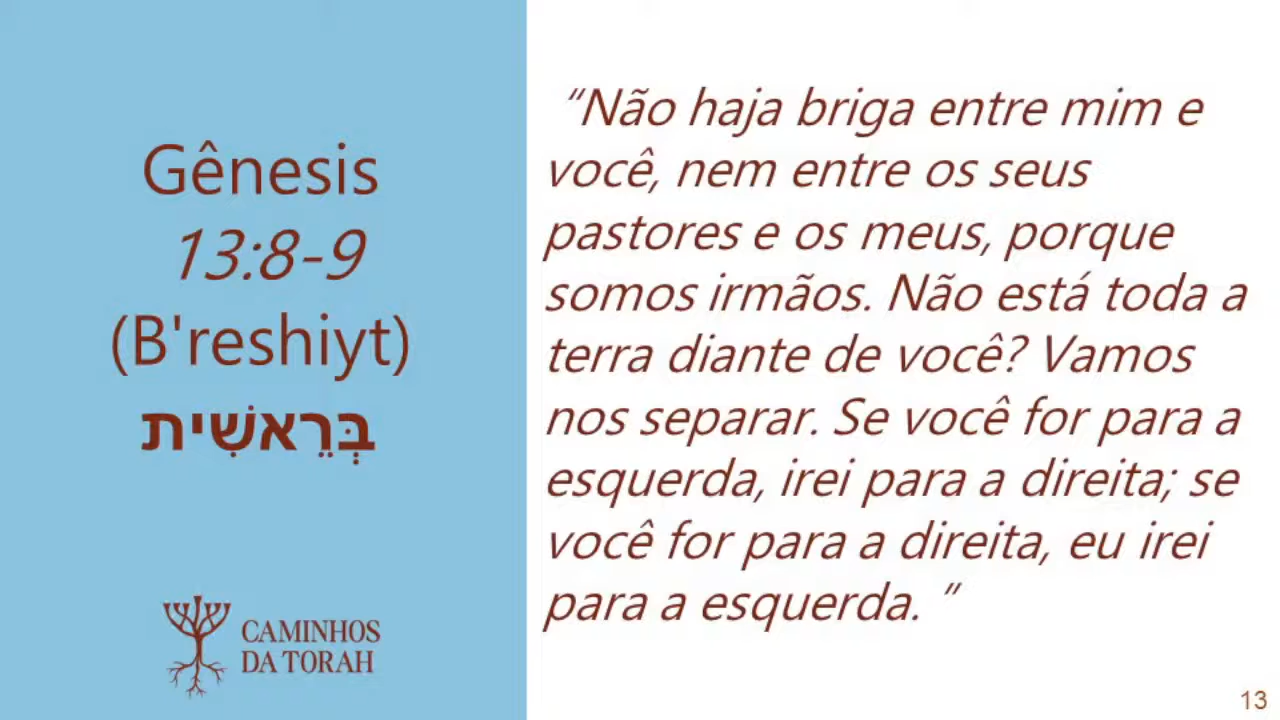 Gênesis
13:8-9
(B'reshiyt)
בְּרֵאשִׁית
CAMINHOS
DA TORAH
“Não haja briga entre mim e
você, nem entre os seus
pastores e os meus, porque
somos irmãos. Não está toda a
terra diante de você? Vamos
nos separar. Se você for para a
esquerda, irei para a direita; se
você for para a direita, eu irei
para a esquerda. ”
13